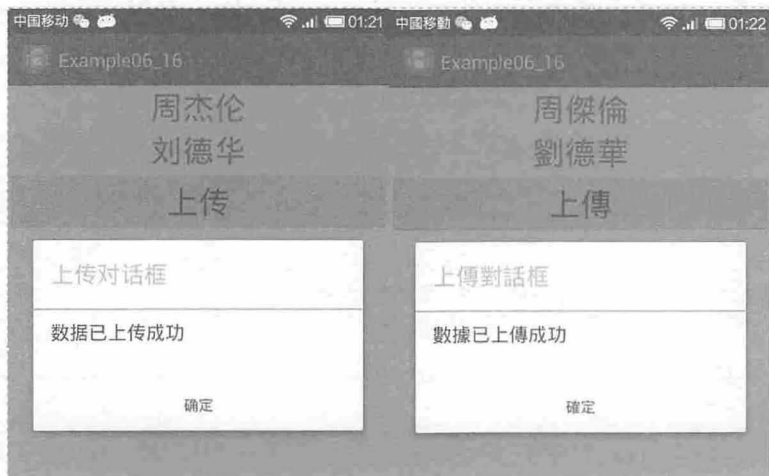 中国移动 01:21
Example06_16
周杰伦
刘德华
上传
上传对话框
数据已上传成功
确定
中國移動 01:22
Example06_16
周傑倫
劉德華
上傳
上傳對話框
數據已上傳成功
確定